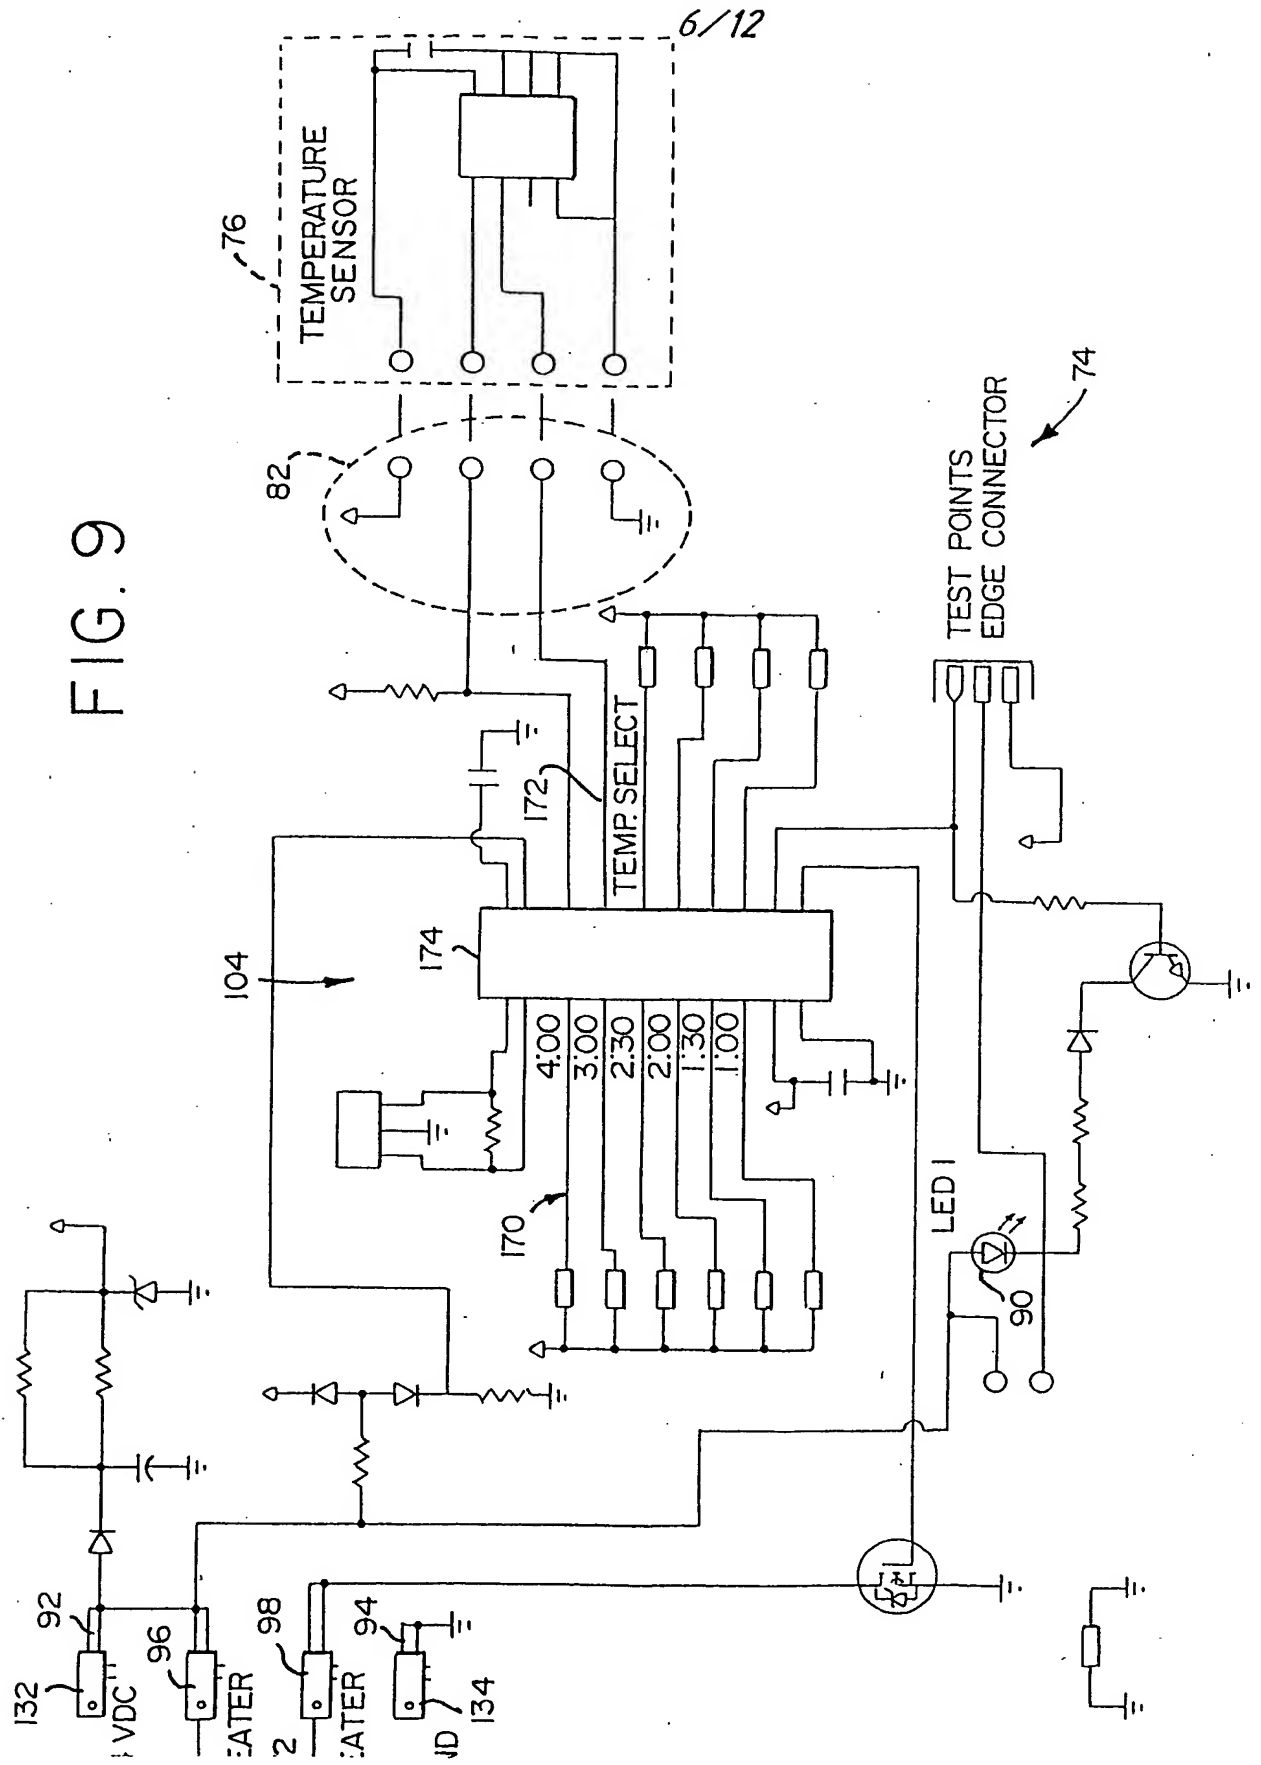 6/12
FIG. 9
76
TEMPERATURE
SENSOR
82
TEST POINTS
EDGE CONNECTOR
74
172
TEMP. SELECT
104
174
4:00
3:00
2:30
2:00
1:30
1:00
170
LED 1
90
132
92
VDC
96
EATER
98
2
EATER
94
134
ND